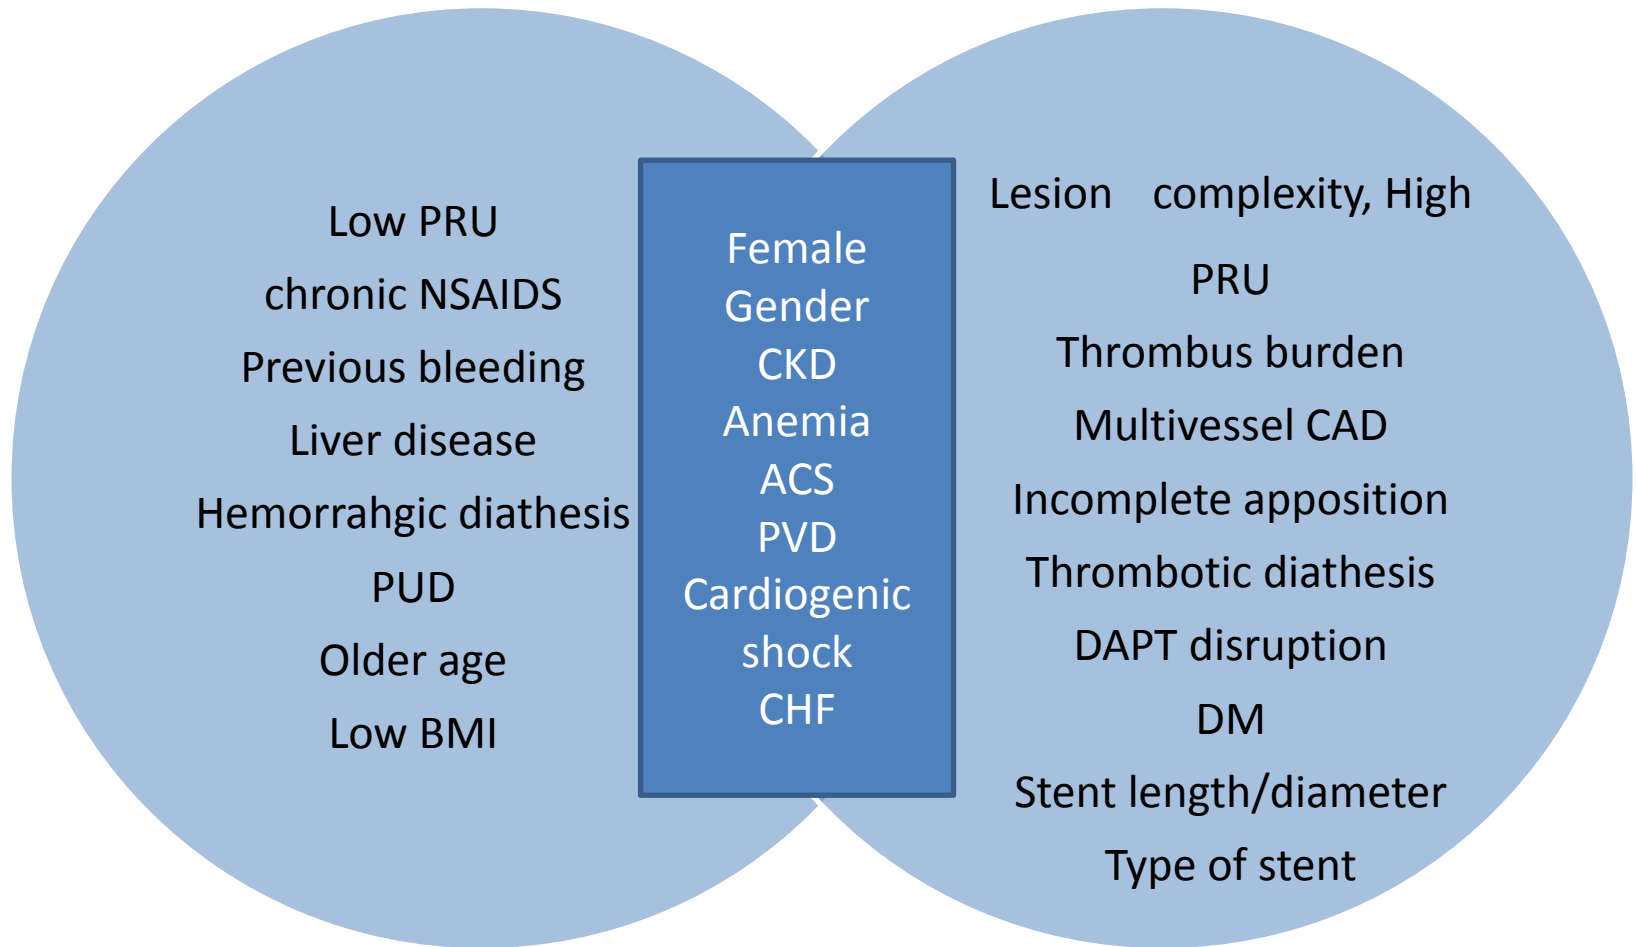 Low PRU
chronic NSAIDS
Previous bleeding
Liver disease
Hemorrahgic diathesis
PUD
Older age
Low BMI
Female
Gender
CKD
Anemia
ACS
PVD
Cardiogenic
shock
CHF
Lesion complexity, High
PRU
Thrombus burden
Multivessel CAD
Incomplete apposition
Thrombotic diathesis
DAPT disruption
DM
Stent length/diameter
Type of stent